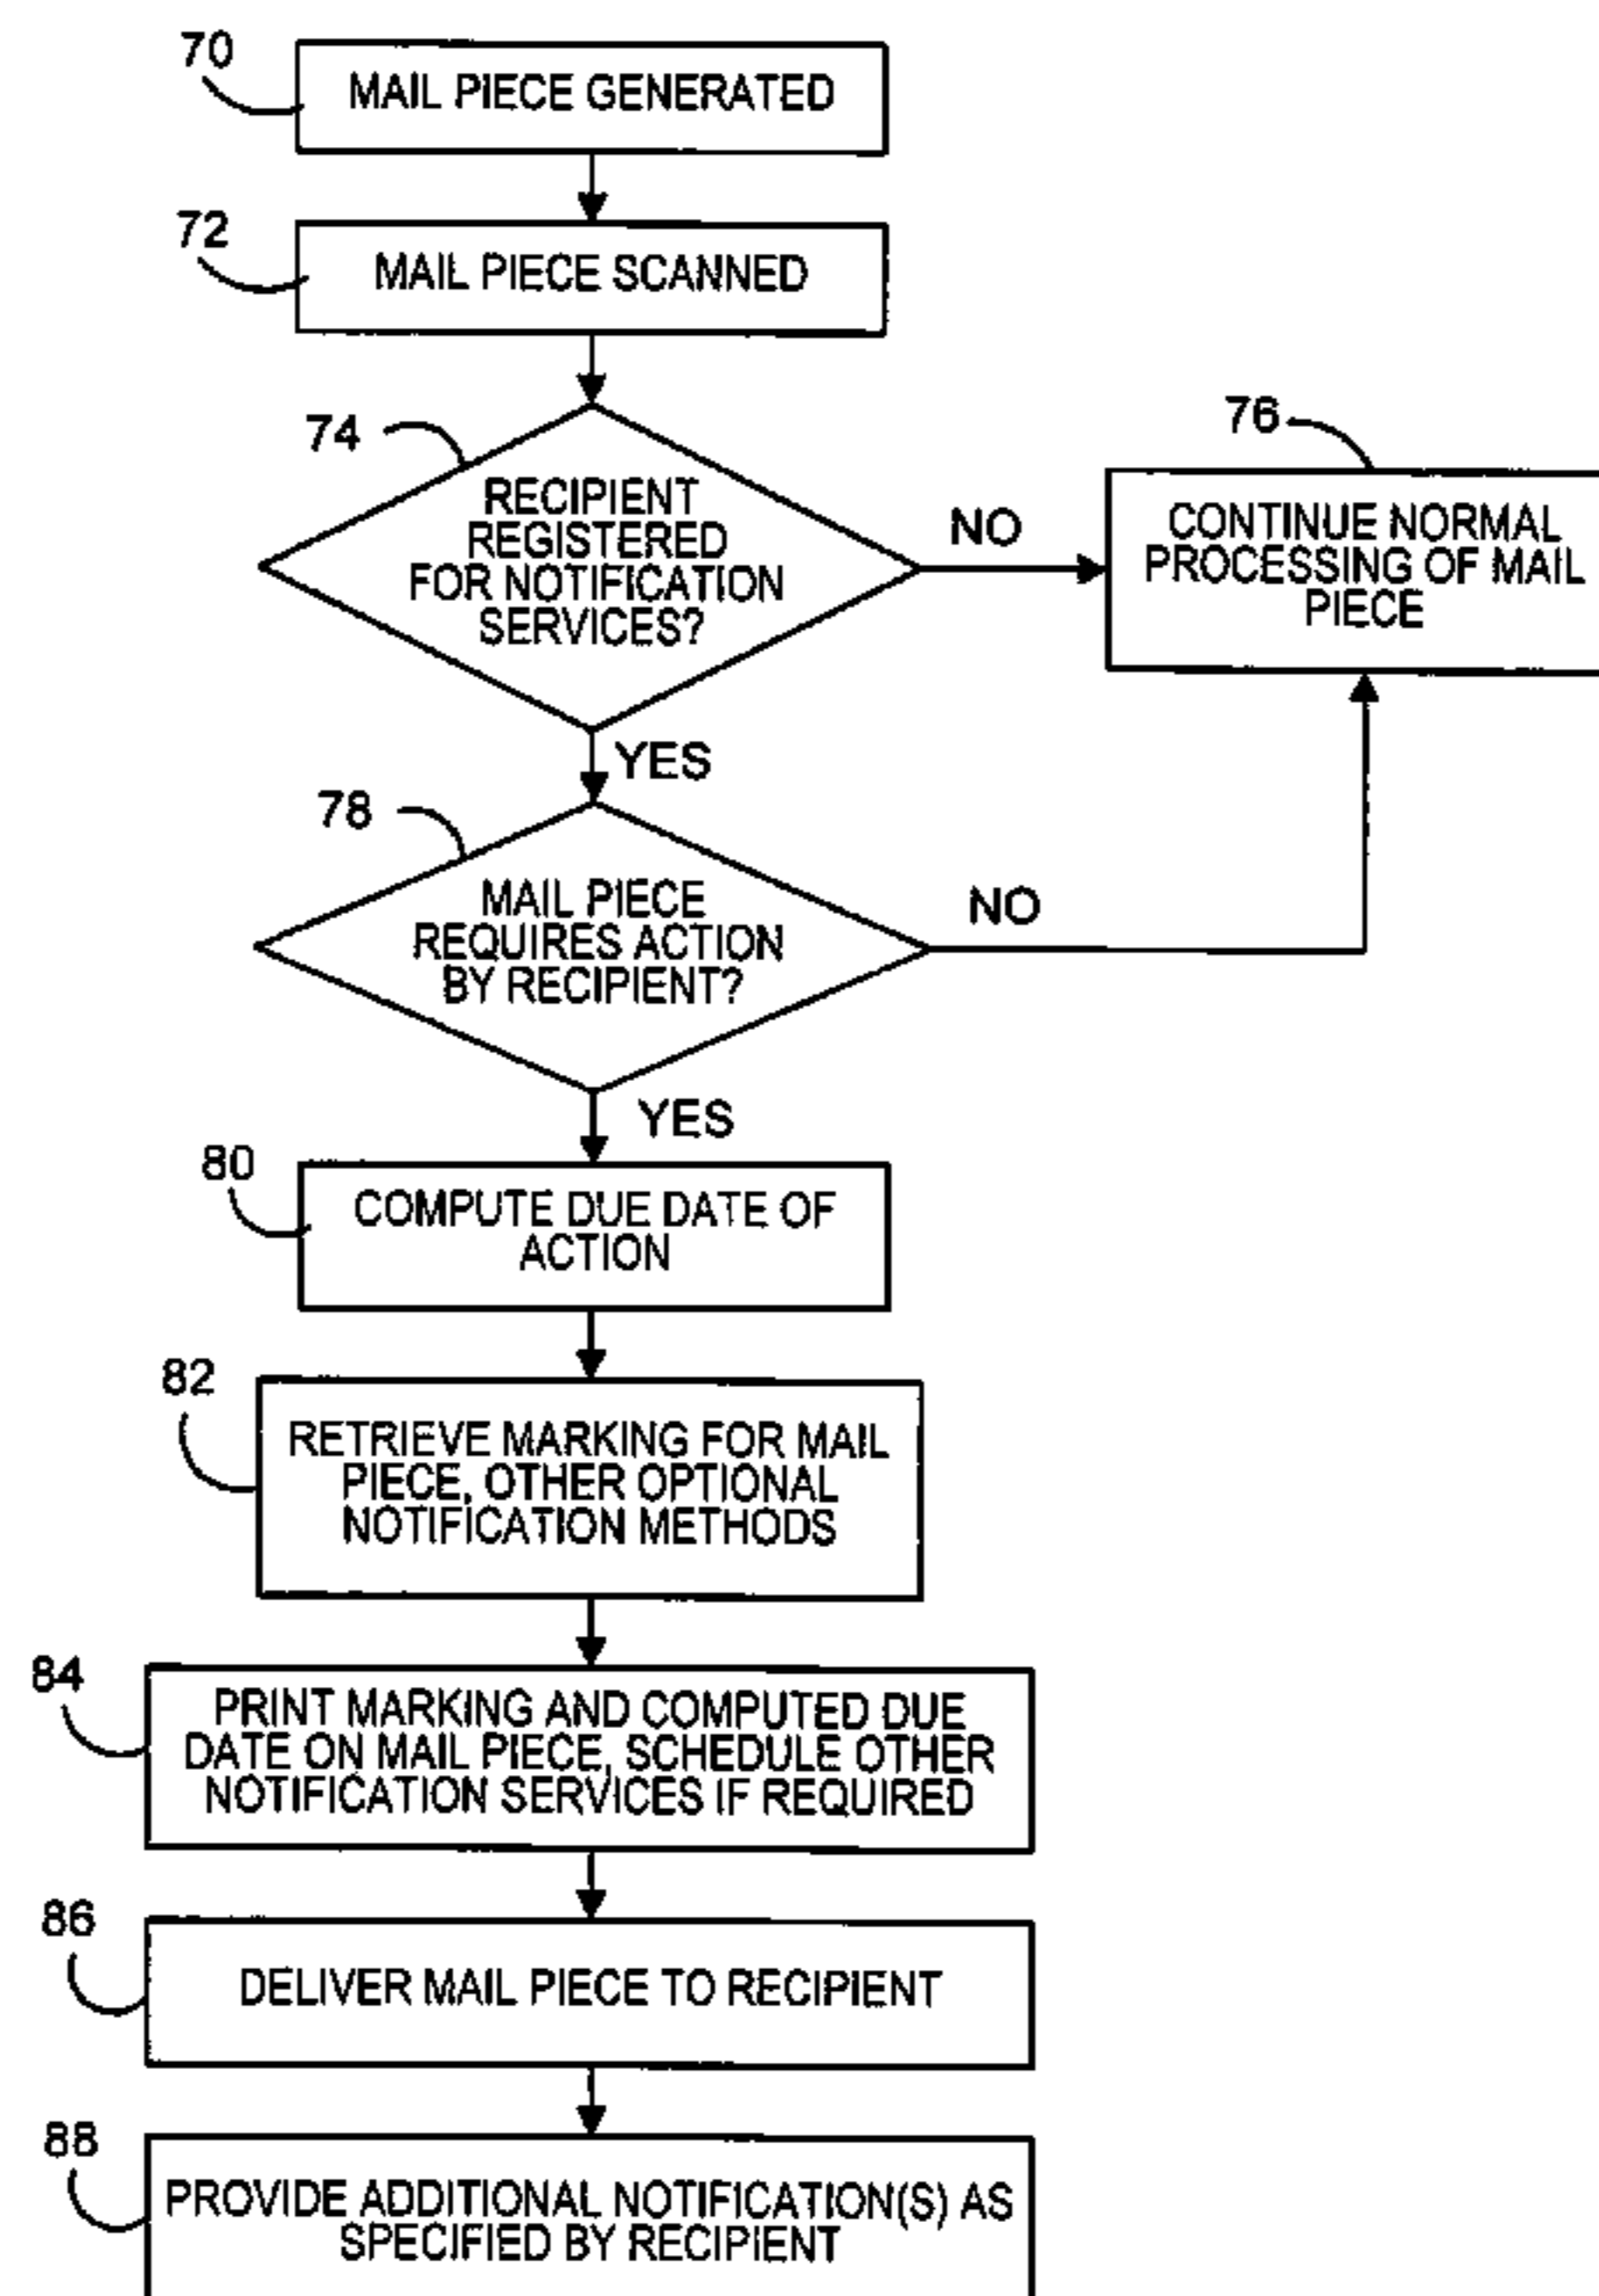 70
MAIL PIECE GENERATED
72
MAIL PIECE SCANNED
74
RECIPIENT
REGISTERED
FOR NOTIFICATION
SERVICES?
NO
76
CONTINUE NORMAL
PROCESSING OF MAIL
PIECE
YES
78
MAIL PIECE
REQUIRES ACTION
BY RECIPIENT?
NO
YES
80
COMPUTE DUE DATE OF
ACTION
82
RETRIEVE MARKING FOR MAIL
PIECE, OTHER OPTIONAL
NOTIFICATION METHODS
84
PRINT MARKING AND COMPUTED DUE
DATE ON MAIL PIECE, SCHEDULE OTHER
NOTIFICATION SERVICES IF REQUIRED
86
DELIVER MAIL PIECE TO RECIPIENT
88
PROVIDE ADDITIONAL NOTIFICATION(S) AS
SPECIFIED BY RECIPIENT